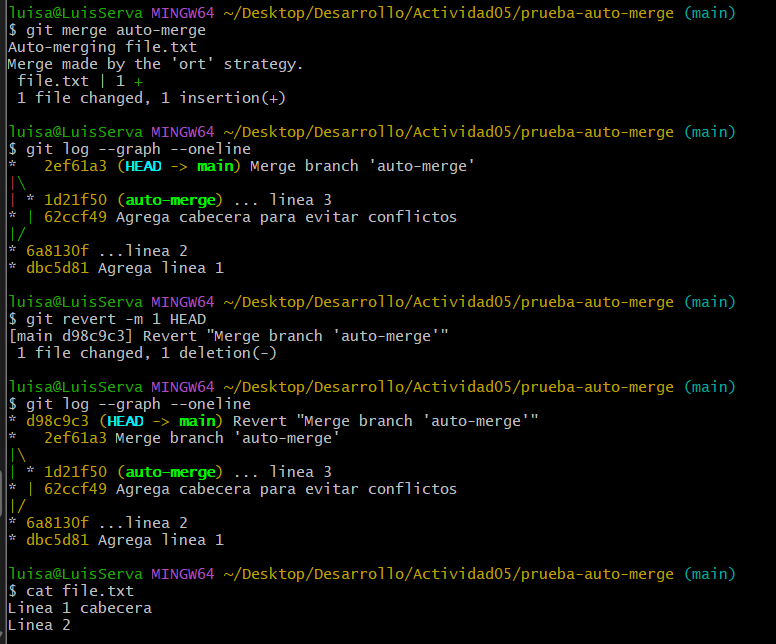 luisa@LuisServa MINGW64 ~/Desktop/Desarrollo/Actividad05/prueba-auto-merge (main)
$ git merge auto-merge
Auto-merging file.txt
Merge made by the 'ort' strategy.
 file.txt | 1 +
 1 file changed, 1 insertion(+)

luisa@LuisServa MINGW64 ~/Desktop/Desarrollo/Actividad05/prueba-auto-merge (main)
$ git log --graph --oneline
*   2ef61a3 (HEAD -> main) Merge branch 'auto-merge'
|\
| * 1d21f50 (auto-merge) ... linea 3
* | 62ccf49 Agrega cabecera para evitar conflictos
|/
* 6a8130f ...linea 2
* dbc5d81 Agrega linea 1

luisa@LuisServa MINGW64 ~/Desktop/Desarrollo/Actividad05/prueba-auto-merge (main)
$ git revert -m 1 HEAD
[main d98c9c3] Revert "Merge branch 'auto-merge'"
 1 file changed, 1 deletion(-)

luisa@LuisServa MINGW64 ~/Desktop/Desarrollo/Actividad05/prueba-auto-merge (main)
$ git log --graph --oneline
* d98c9c3 (HEAD -> main) Revert "Merge branch 'auto-merge'"
*   2ef61a3 Merge branch 'auto-merge'
|\
| * 1d21f50 (auto-merge) ... linea 3
* | 62ccf49 Agrega cabecera para evitar conflictos
|/
* 6a8130f ...linea 2
* dbc5d81 Agrega linea 1

luisa@LuisServa MINGW64 ~/Desktop/Desarrollo/Actividad05/prueba-auto-merge (main)
$ cat file.txt
Linea 1 cabecera
Linea 2